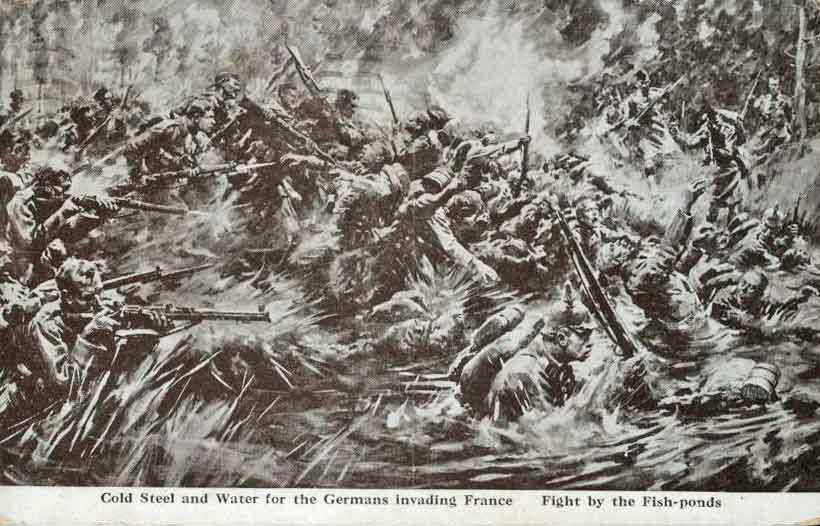 Cold Steel and Water for the Germans invading France Fight by the Fish-ponds